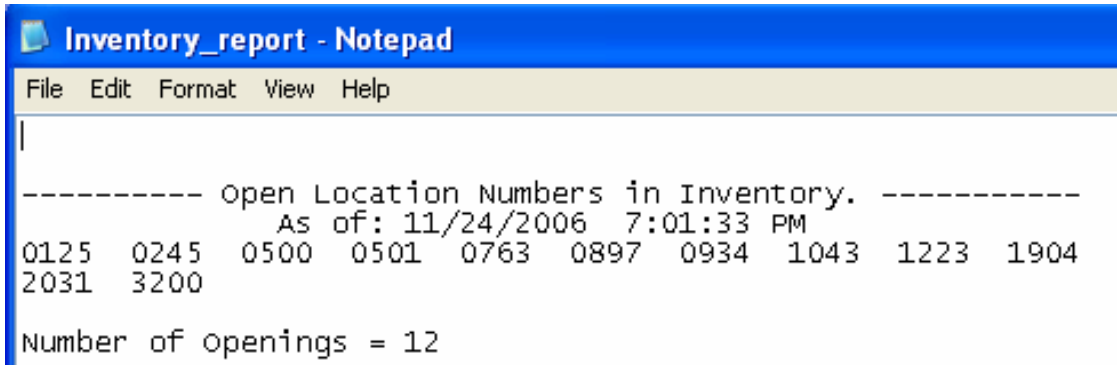 Inventory_report - Notepad
File Edit Format View Help
---------- Open Location Numbers in Inventory. -----------
As of: 11/24/2006 7:01:33 PM
0125 0245 0500 0501 0763 0897 0934 1043 1223 1904
2031 3200
Number of Openings = 12